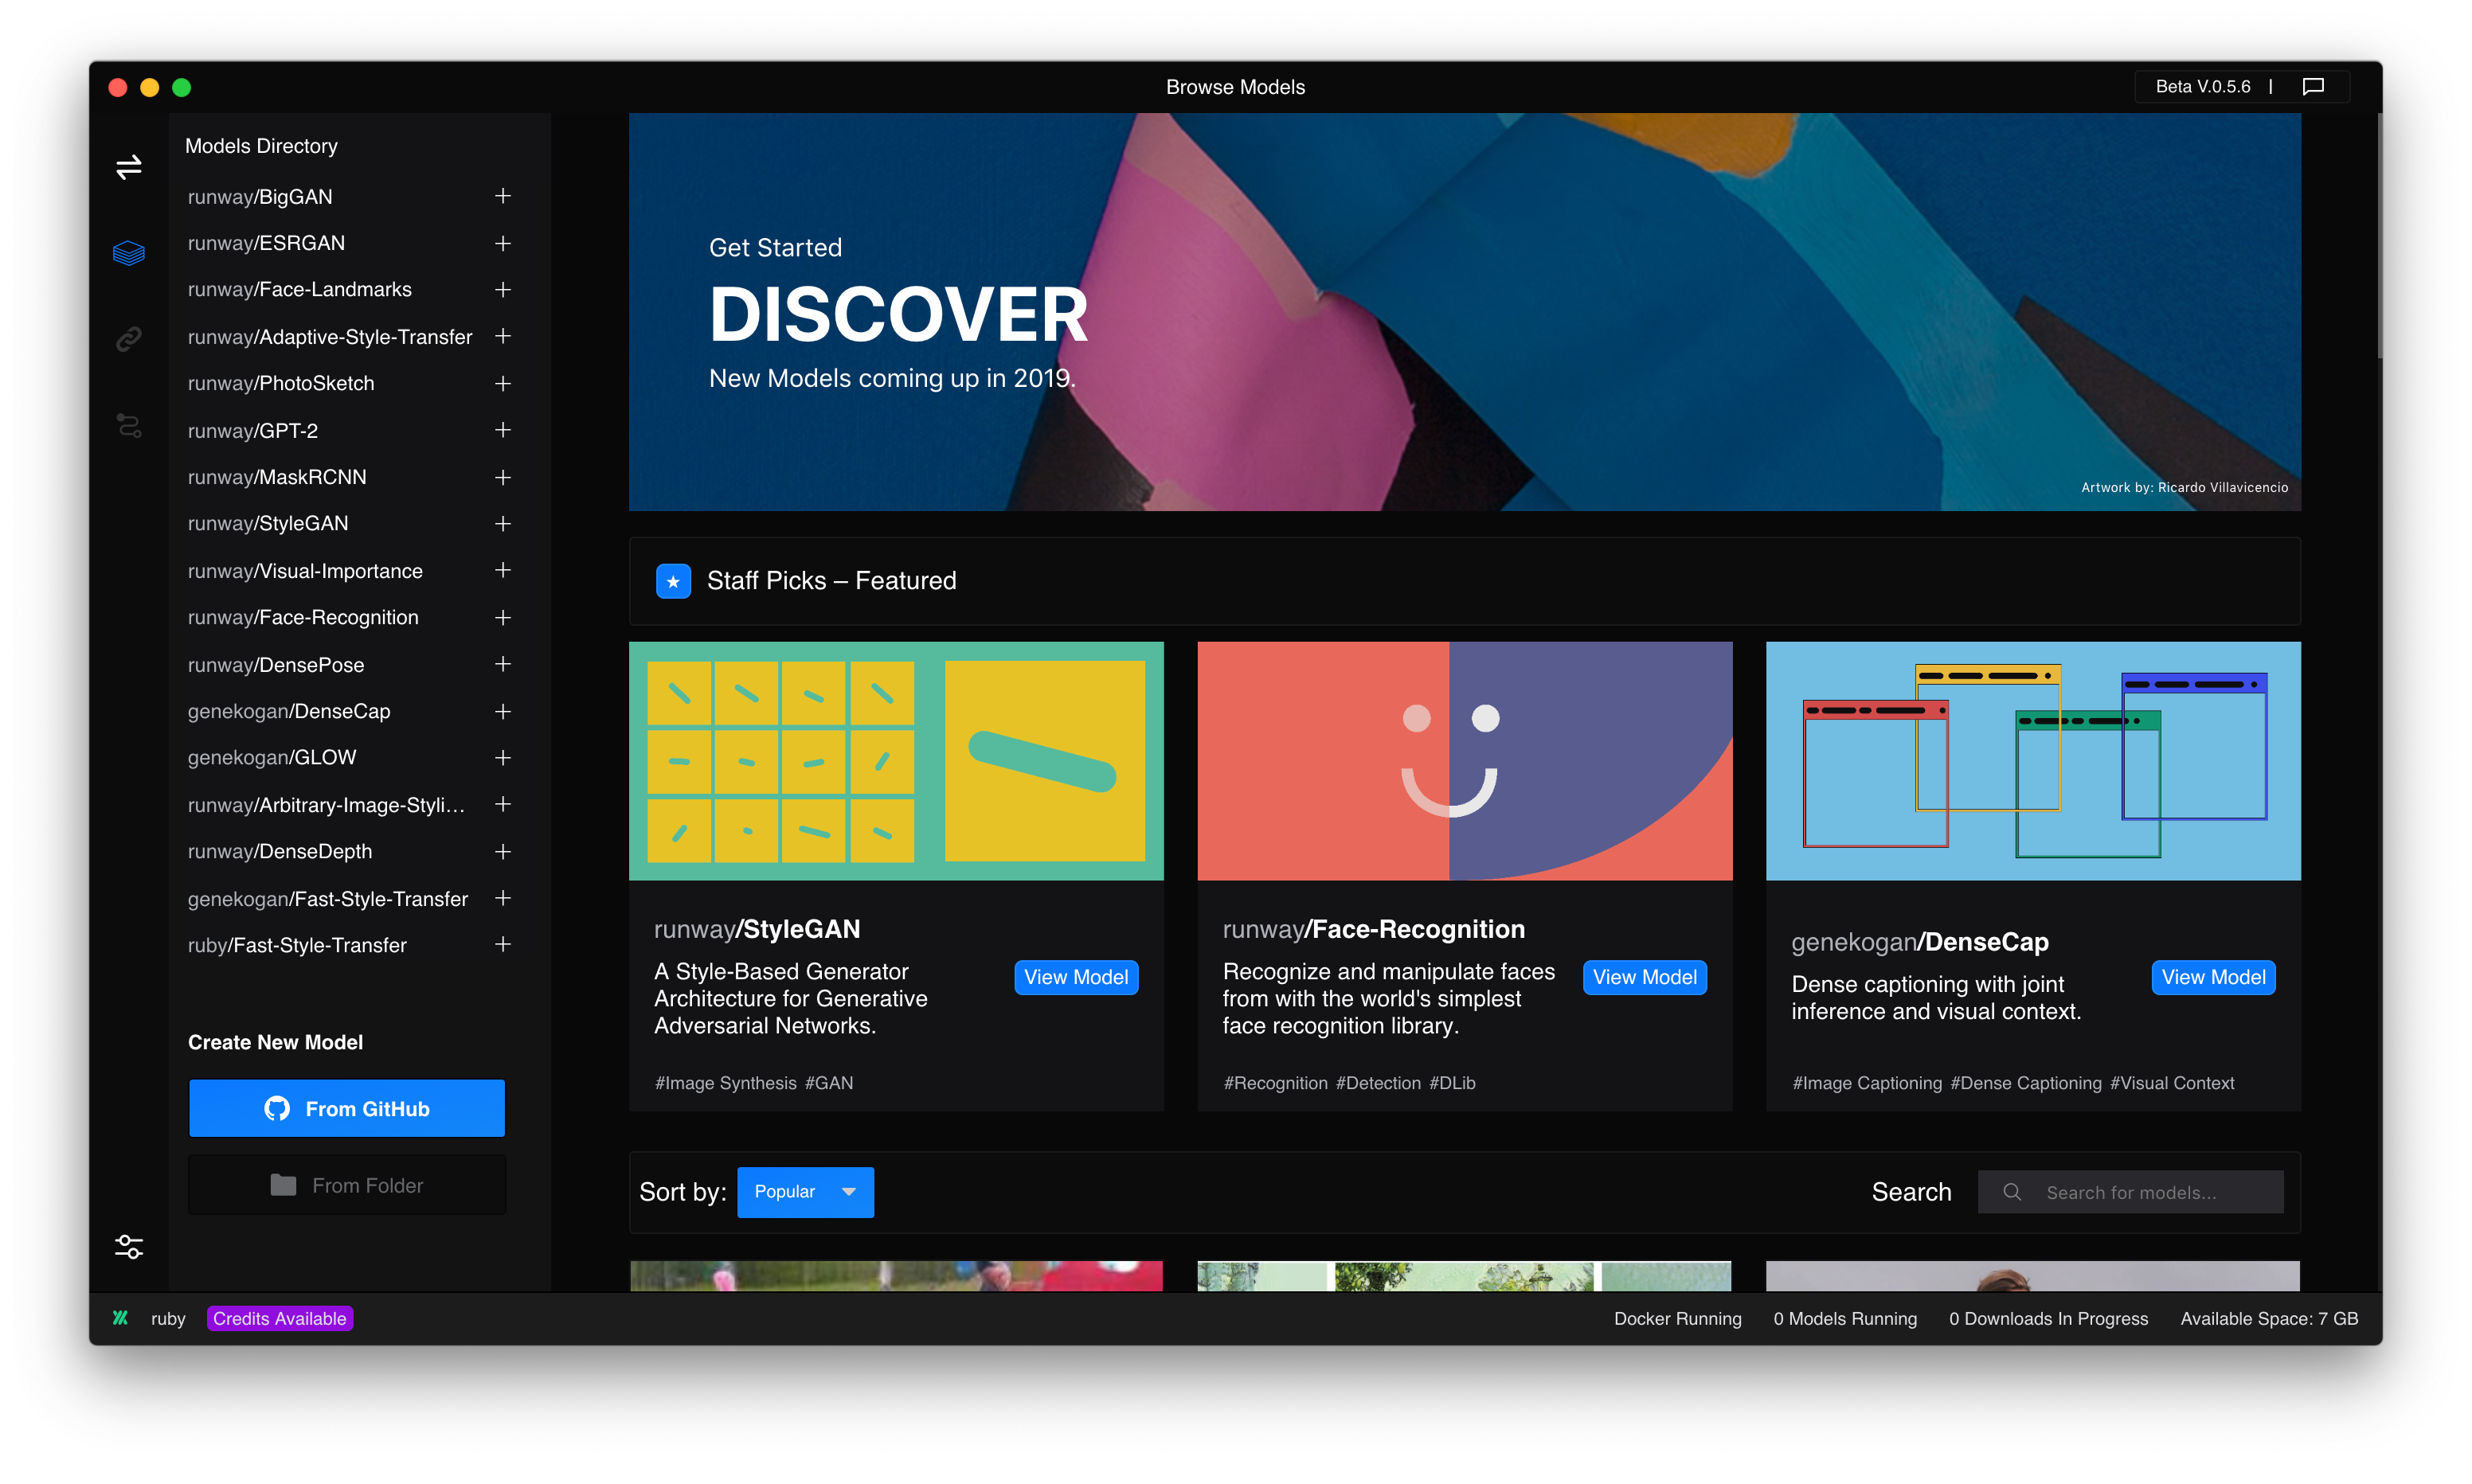 Browse Models
Beta V.0.5.6 |
Models Directory
runway/BigGAN
runway/ESRGAN
runway/Face-Landmarks
runway/Adaptive-Style-Transfer
runway/PhotoSketch
runway/GPT-2
runway/MaskRCNN
runway/StyleGAN
runway/Visual-Importance
runway/Face-Recognition
runway/DensePose
genekogan/DenseCap
genekogan/GLOW
runway/Arbitrary-Image-Styli...
runway/DenseDepth
genekogan/Fast-Style-Transfer
ruby/Fast-Style-Transfer
Create New Model
From GitHub
From Folder
Get Started
DISCOVER
New Models coming up in 2019.
Artwork by: Ricardo Villavicencio
Staff Picks – Featured
runway/StyleGAN
A Style-Based Generator
Architecture for Generative
Adversarial Networks.
View Model
#Image Synthesis #GAN
runway/Face-Recognition
Recognize and manipulate faces
from with the world's simplest
face recognition library.
View Model
#Recognition #Detection #DLib
genekogan/DenseCap
Dense captioning with joint
inference and visual context.
View Model
#Image Captioning #Dense Captioning #Visual Context
Sort by: Popular
Search
Search for models...
ruby
Credits Available
Docker Running
0 Models Running
0 Downloads In Progress
Available Space: 7 GB